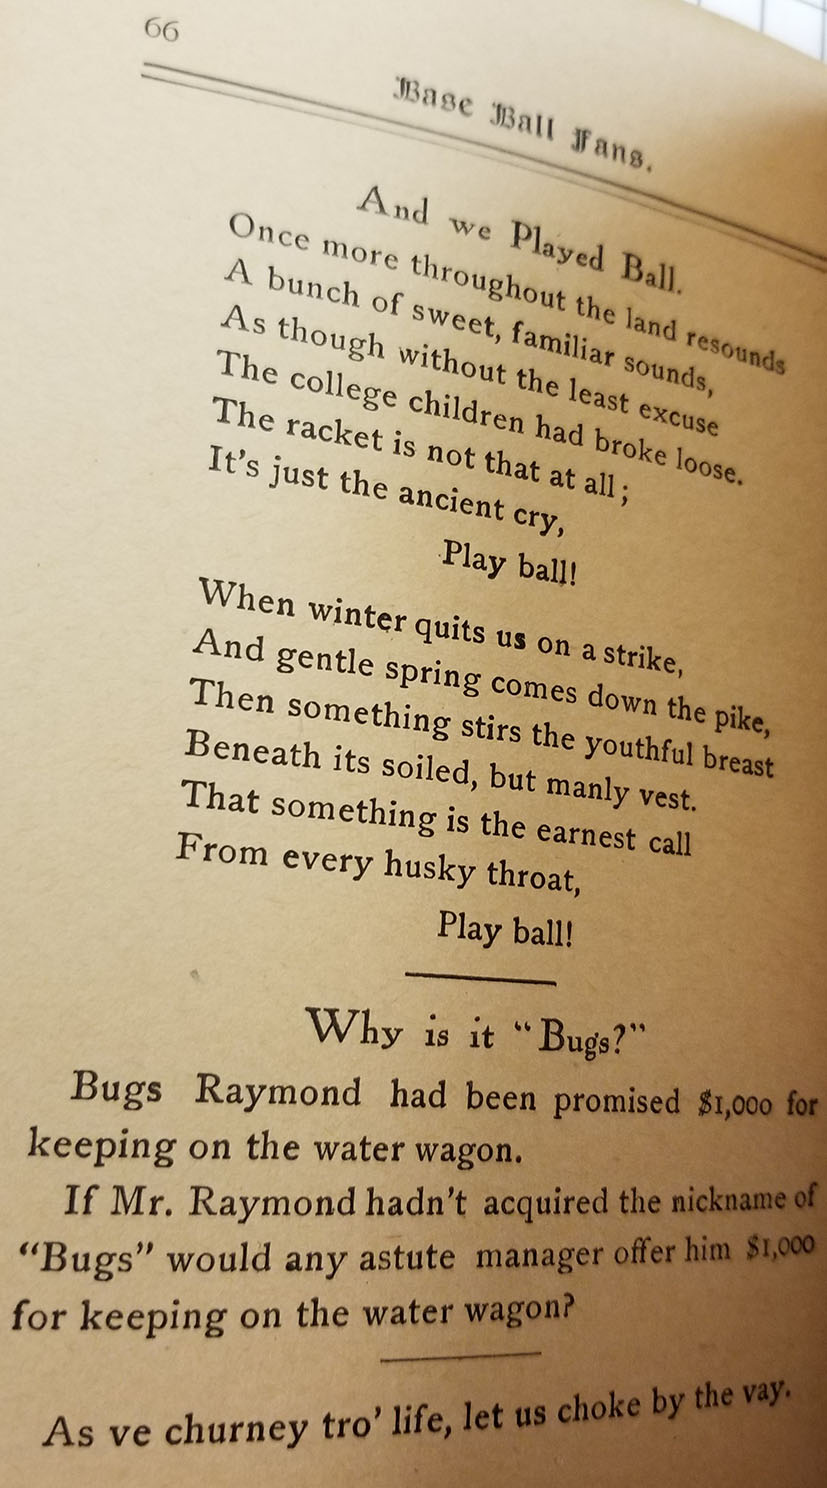 66
Base Ball Fans.
And we Played Ball.
Once more throughout the land resounds
A bunch of sweet, familiar sounds,
As though without the least excuse
The college children had broke loose.
The racket is not that at all;
It's just the ancient cry,
Play ball!
When winter quits us on a strike,
And gentle spring comes down the pike,
Then something stirs the youthful breast
Beneath its soiled, but manly vest.
That something is the earnest call
From every husky throat,
Play ball!
Why is it "Bugs?"
Bugs Raymond had been promised $1,000 for
keeping on the water wagon.
If Mr. Raymond hadn't acquired the nickname of
"Bugs" would any astute manager offer him $1,000
for keeping on the water wagon?
As ve churney tro' life, let us choke by the vay.